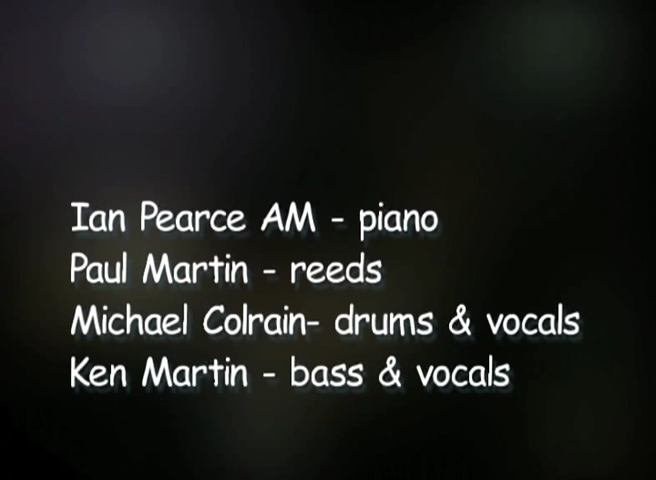 Ian Pearce AM - piano
Paul Martin - reeds
Michael Colrain- drums & vocals
Ken Martin - bass & vocals